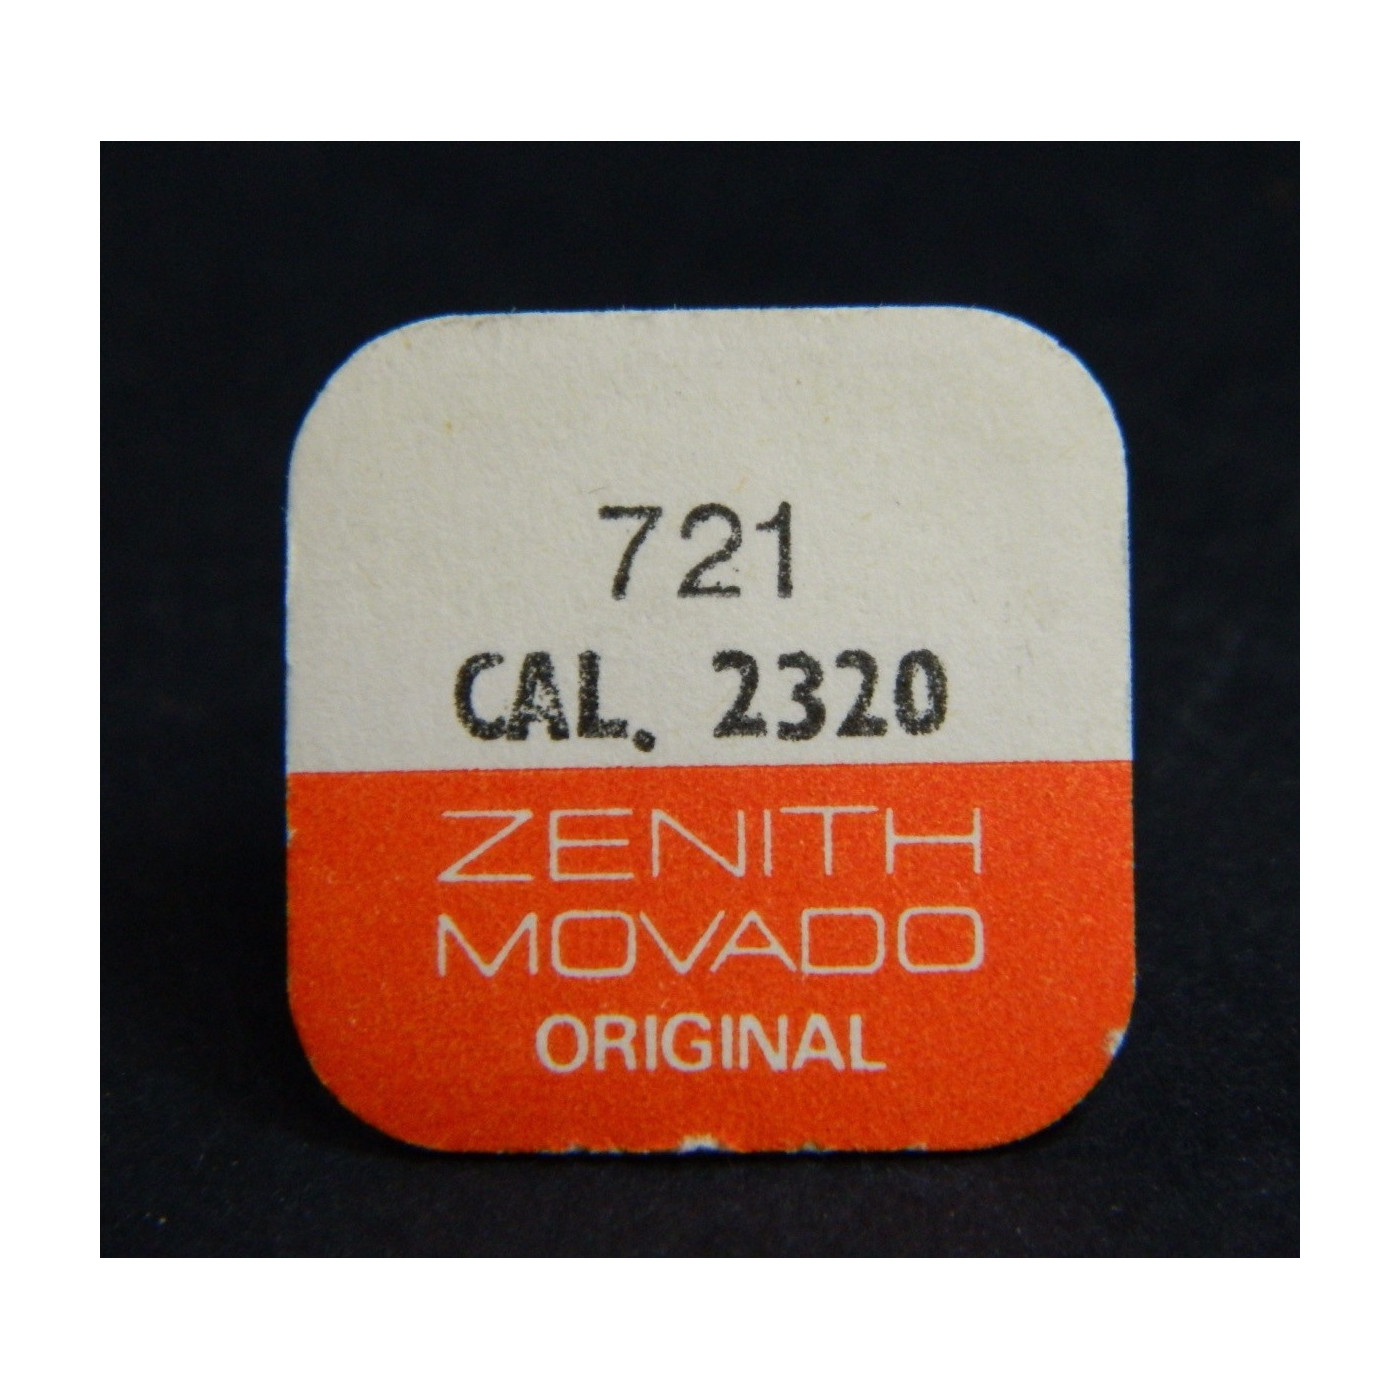 721
CAL. 2320
ZENITH
MOVADO
ORIGINAL